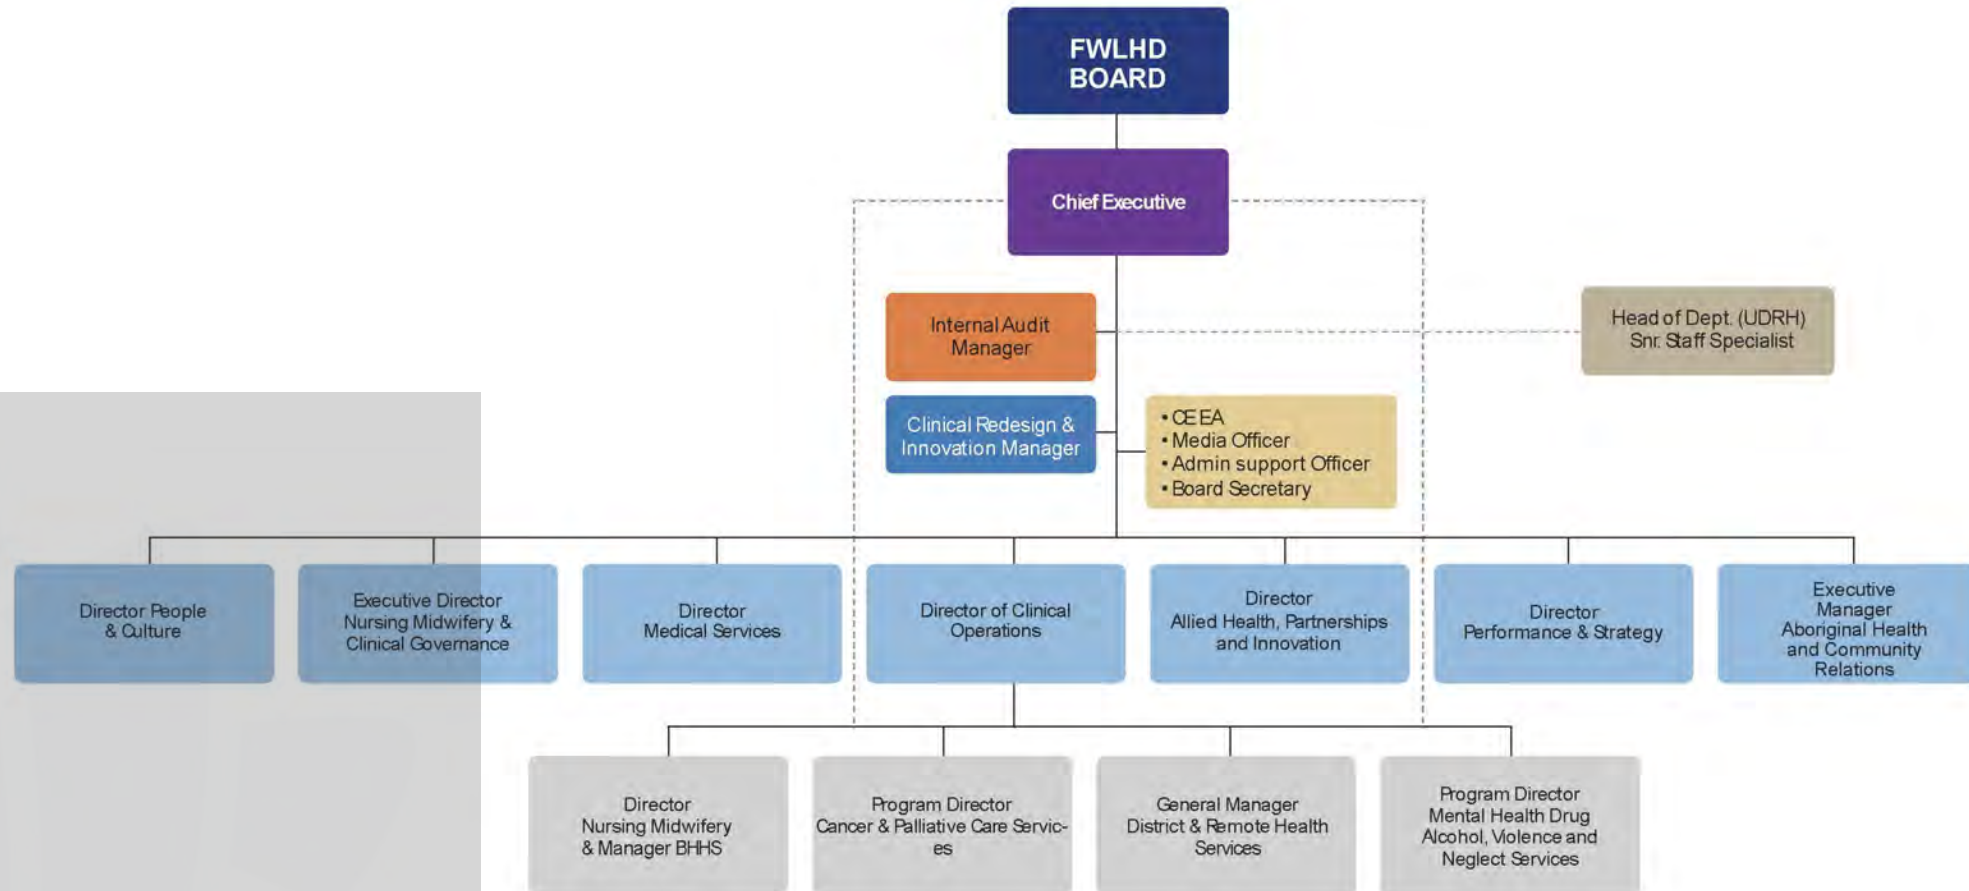 FWLHD
BOARD
Chief Executive
Internal Audit
Manager
Head of Dept. (UDRH)
Snr. Staff Specialist
Clinical Redesign &
Innovation Manager
• CE EA
• Media Officer
• Admin support Officer
• Board Secretary
Director People
& Culture
Executive Director
Nursing Midwifery &
Clinical Governance
Director
Medical Services
Director of Clinical
Operations
Director
Allied Health, Partnerships
and Innovation
Director
Performance & Strategy
Executive
Manager
Aboriginal Health
and Community
Relations
Director
Nursing Midwifery
& Manager BHHS
Program Director
Cancer & Palliative Care Servic-
es
General Manager
District & Remote Health
Services
Program Director
Mental Health Drug
Alcohol, Violence and
Neglect Services